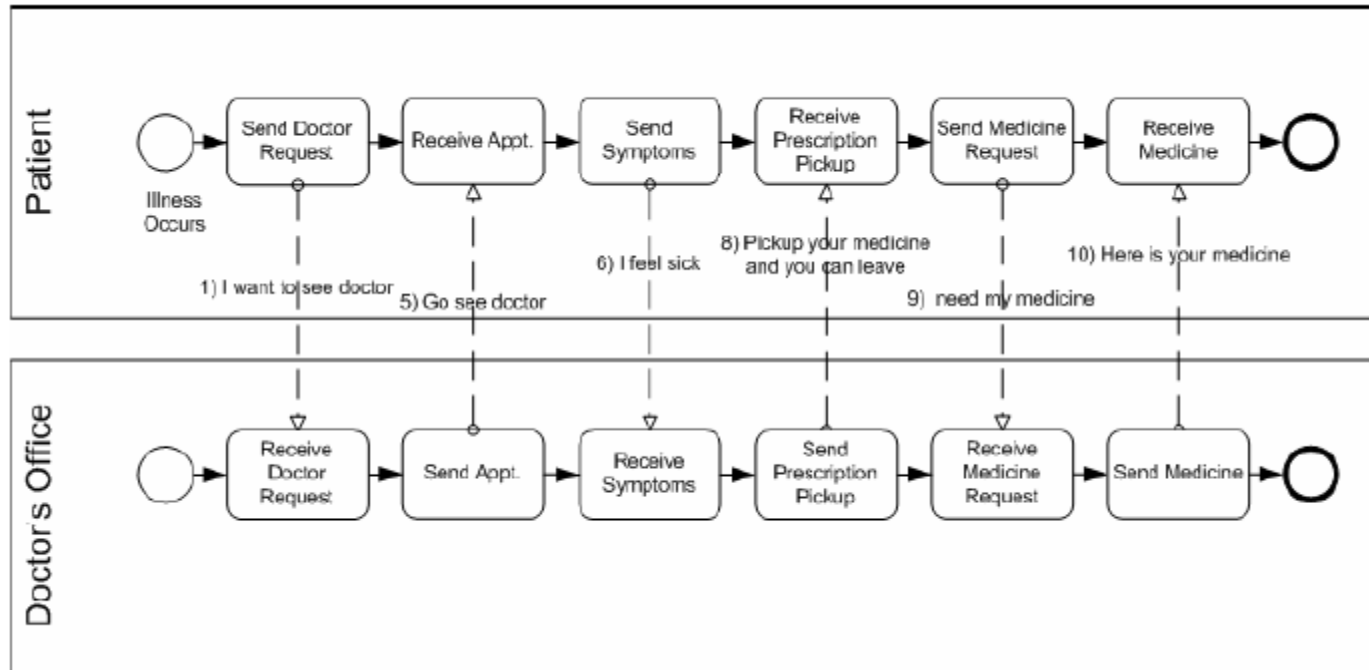 Patient
Send Doctor
Request
Receive Appt.
Send
Symptoms
Receive
Prescription
Pickup
Send Medicine
Request
Receive
Medicine
Illness
Occurs
1) I want to see doctor
5) Go see doctor
6) I feel sick
8) Pickup your medicine
and you can leave
9) need my medicine
10) Here is your medicine
Doctor's Office
Receive
Doctor
Request
Send Appt.
Receive
Symptoms
Send
Prescription
Pickup
Receive
Medicine
Request
Send Medicine